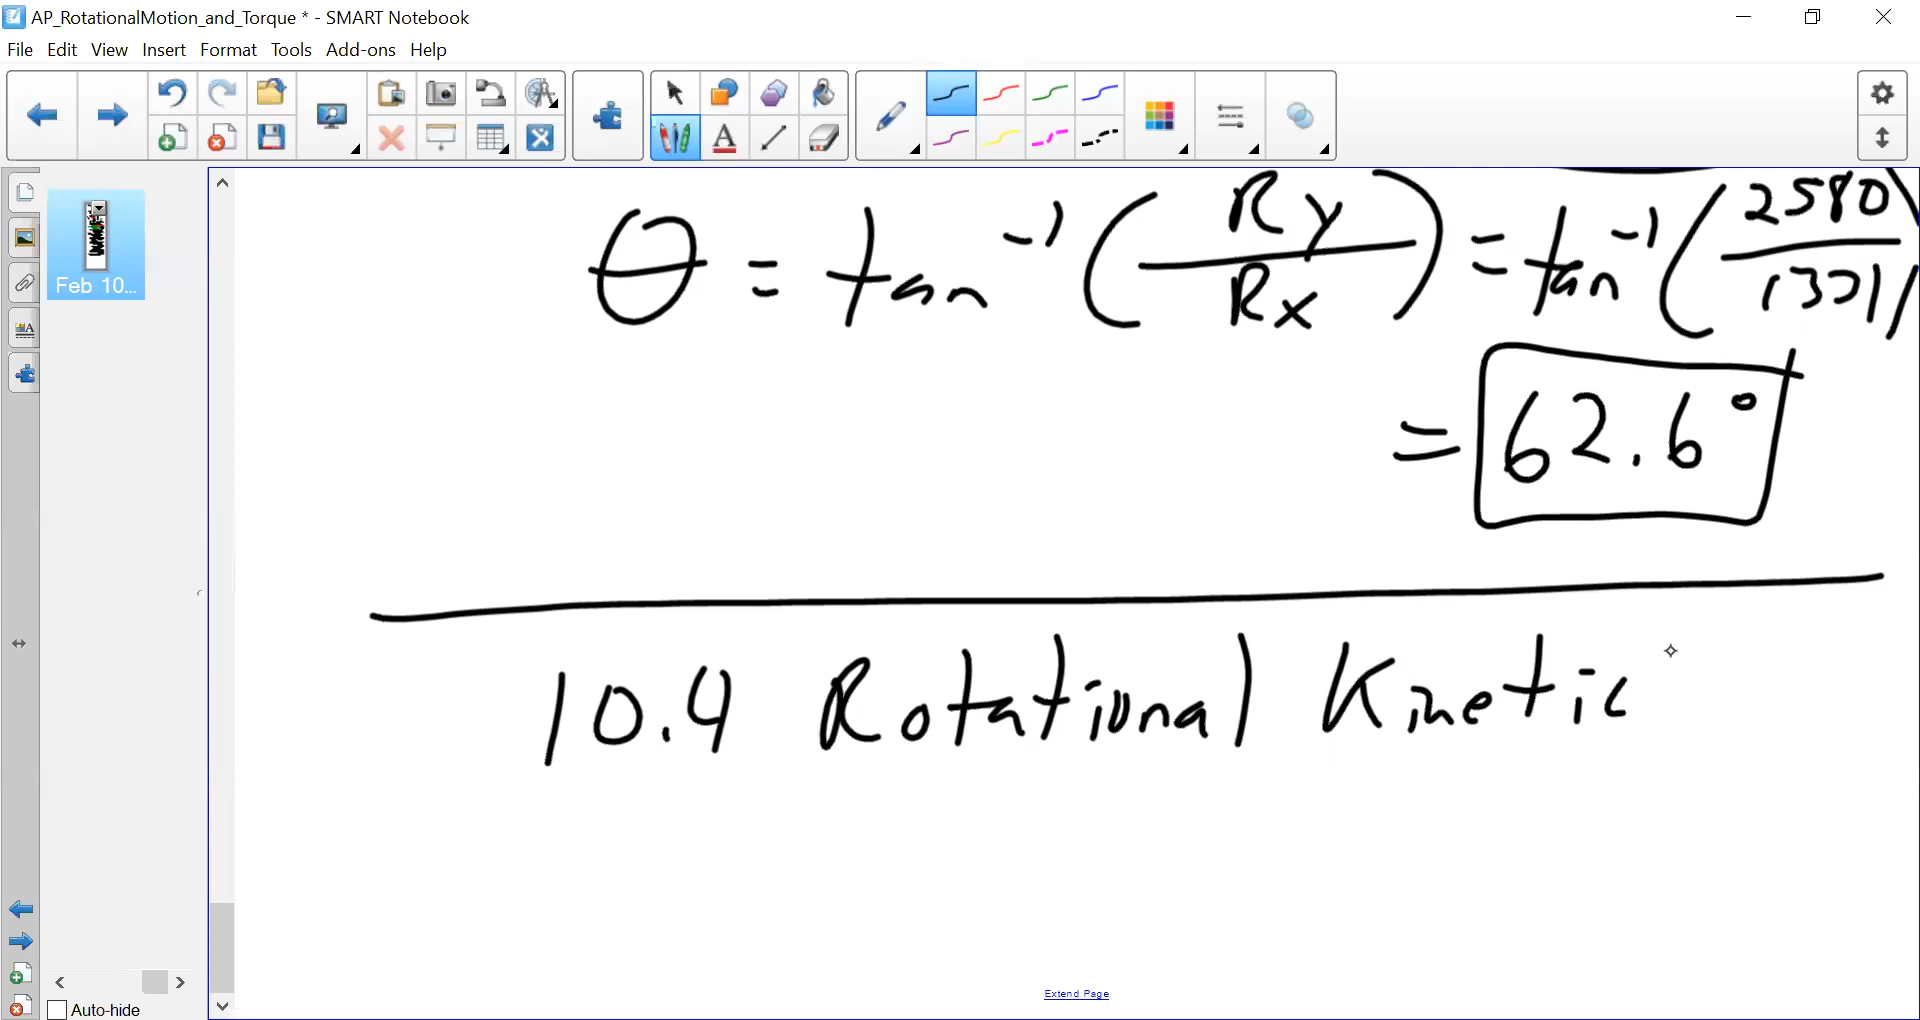 AP_RotationalMotion_and_Torque * - SMART Notebook
File Edit View Insert Format Tools Add-ons Help
Feb 10...
θ = tan⁻¹ (Ry/Rx) = tan⁻¹ (2580/1331)
= 62.6°
10.4 Rotational Kinetic
Extend Page
Auto-hide